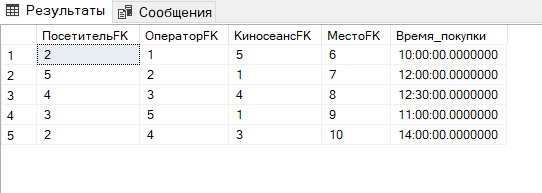 Результаты Сообщения
ПосетительFK ОператорFK КиносеансFK МестоFK Время_покупки
1 2 1 5 6 10:00:00.0000000
2 5 2 1 7 12:00:00.0000000
3 4 3 4 8 12:30:00.0000000
4 3 5 1 9 11:00:00.0000000
5 2 4 3 10 14:00:00.0000000